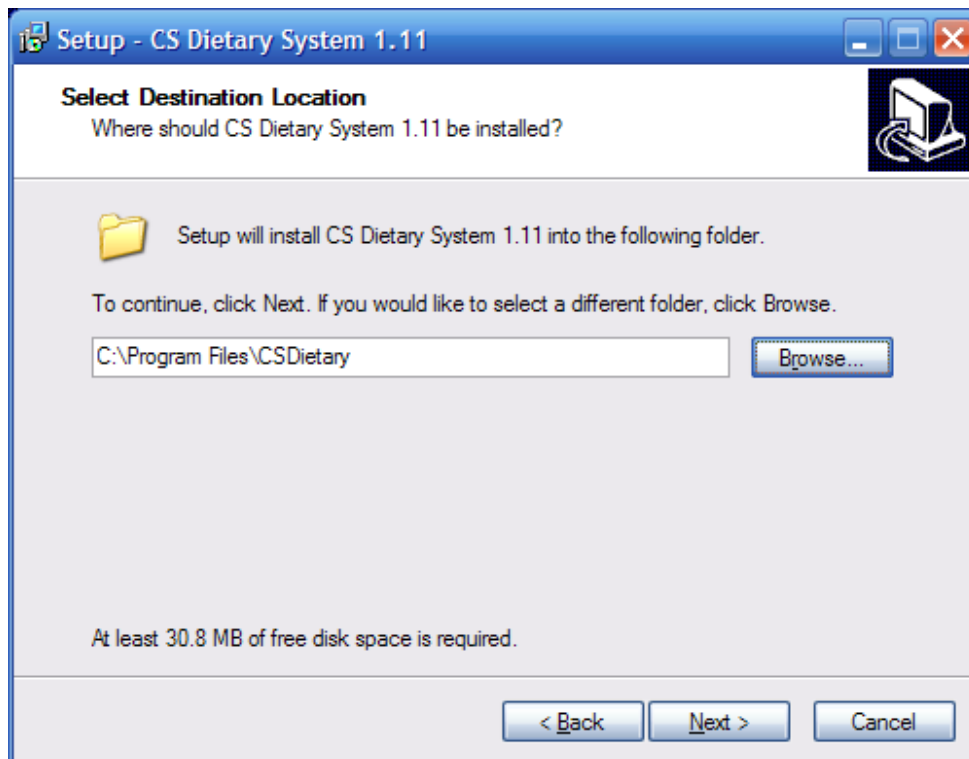 Setup - CS Dietary System 1.11
Select Destination Location
Where should CS Dietary System 1.11 be installed?
Setup will install CS Dietary System 1.11 into the following folder.
To continue, click Next. If you would like to select a different folder, click Browse.
C:\Program Files\CSDietary
Browse...
At least 30.8 MB of free disk space is required.
< Back
Next >
Cancel